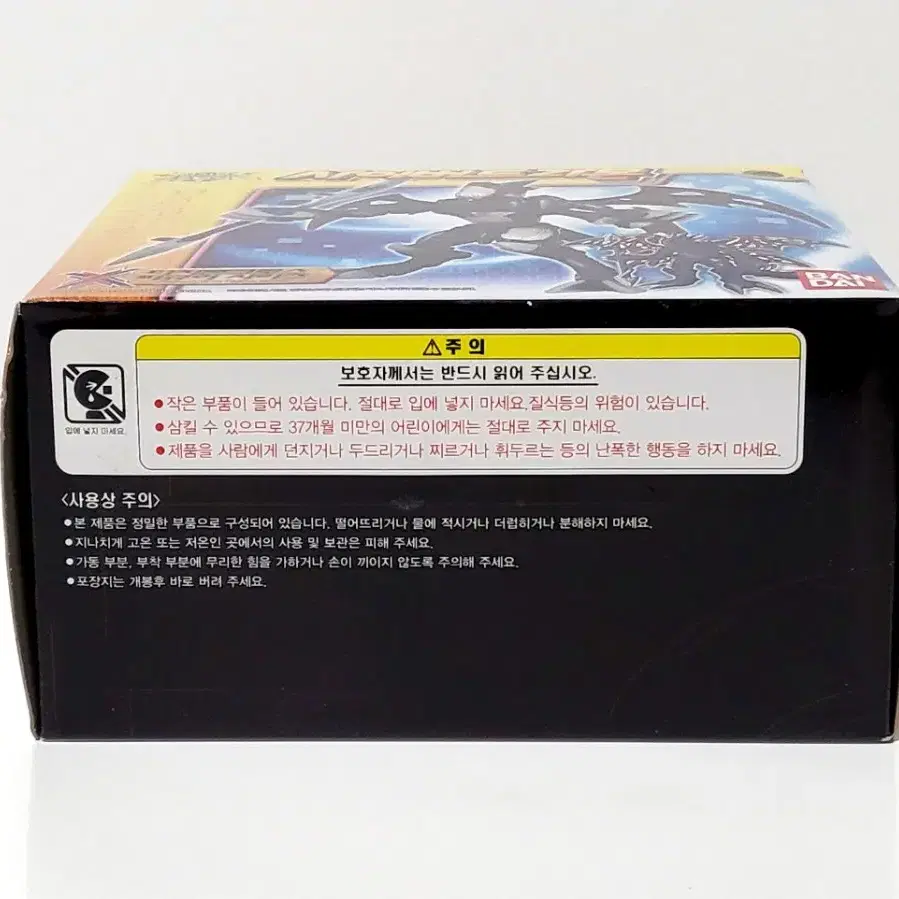 BAN
DAI
⚠주 의
보호자께서는 반드시 읽어 주십시오.
●작은 부품이 들어 있습니다. 절대로 입에 넣지 마세요.질식등의 위험이 있습니다.
●삼킬 수 있으므로 37개월 미만의 어린이에게는 절대로 주지 마세요.
●제품을 사람에게 던지거나 두드리거나 찌르거나 휘두르는 등의 난폭한 행동을 하지 마세요.
입에 넣지 마세요.
<사용상 주의>
●본 제품은 정밀한 부품으로 구성되어 있습니다. 떨어뜨리거나 물에 적시거나 더럽히거나 분해하지 마세요.
●지나치게 고온 또는 저온인 곳에서의 사용 및 보관은 피해 주세요.
●가동 부분, 부착 부분에 무리한 힘을 가하거나 손이 끼이지 않도록 주의해 주세요.
●포장지는 개봉후 바로 버려 주세요.